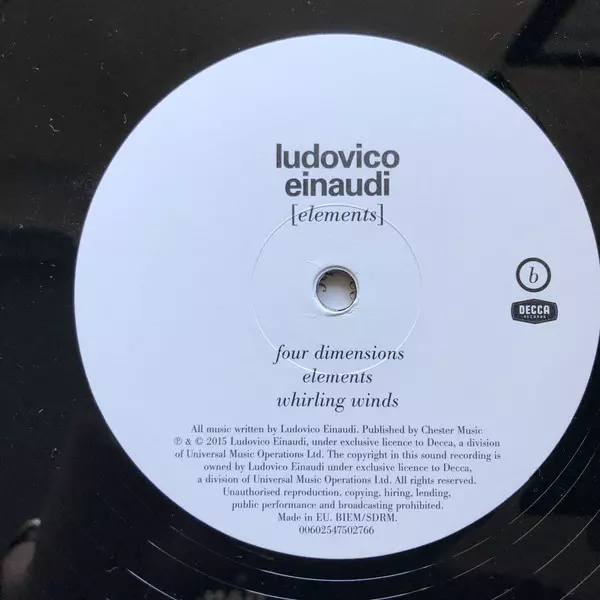 ludovico
einaudi
[elements]
b
DECCA
RECORDS
four dimensions
elements
whirling winds
All music written by Ludovico Einaudi. Published by Chester Music
℗ & © 2015 Ludovico Einaudi, under exclusive licence to Decca, a division
of Universal Music Operations Ltd. The copyright in this sound recording is
owned by Ludovico Einaudi under exclusive licence to Decca,
a division of Universal Music Operations Ltd. All rights reserved.
Unauthorised reproduction, copying, hiring, lending,
public performance and broadcasting prohibited.
Made in EU. BIEM/SDRM.
00602547502766